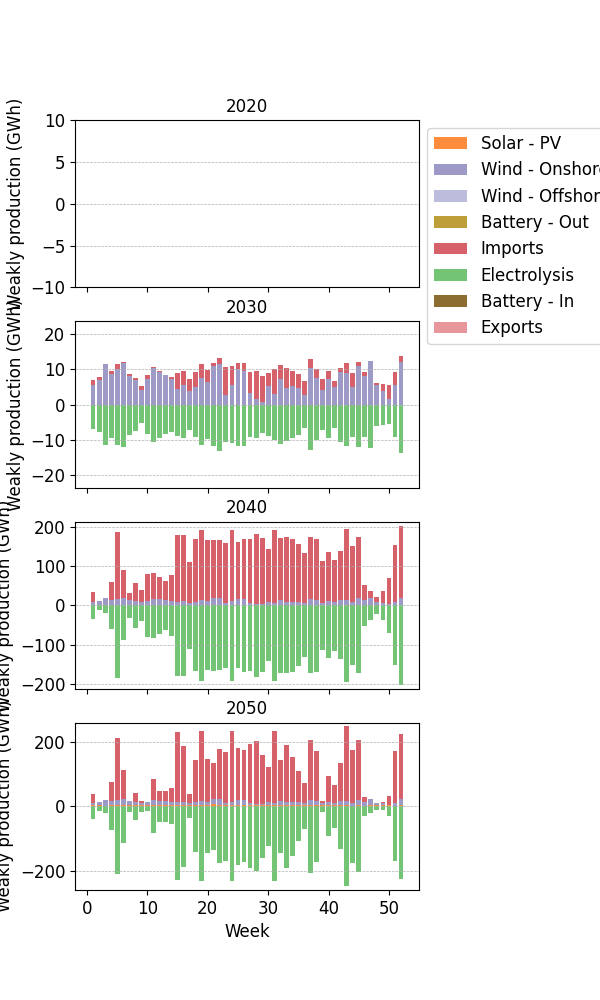 2020
Weakly production (GWh)
10
5
0
−5
−10
Solar - PV
Wind - Onshore
Wind - Offshor
Battery - Out
Imports
Electrolysis
Battery - In
Exports
2030
Weakly production (GWh)
20
10
0
−10
−20
2040
Weakly production (GWh)
200
100
0
−100
−200
2050
Weakly production (GWh)
200
0
−200
0 10 20 30 40 50
Week